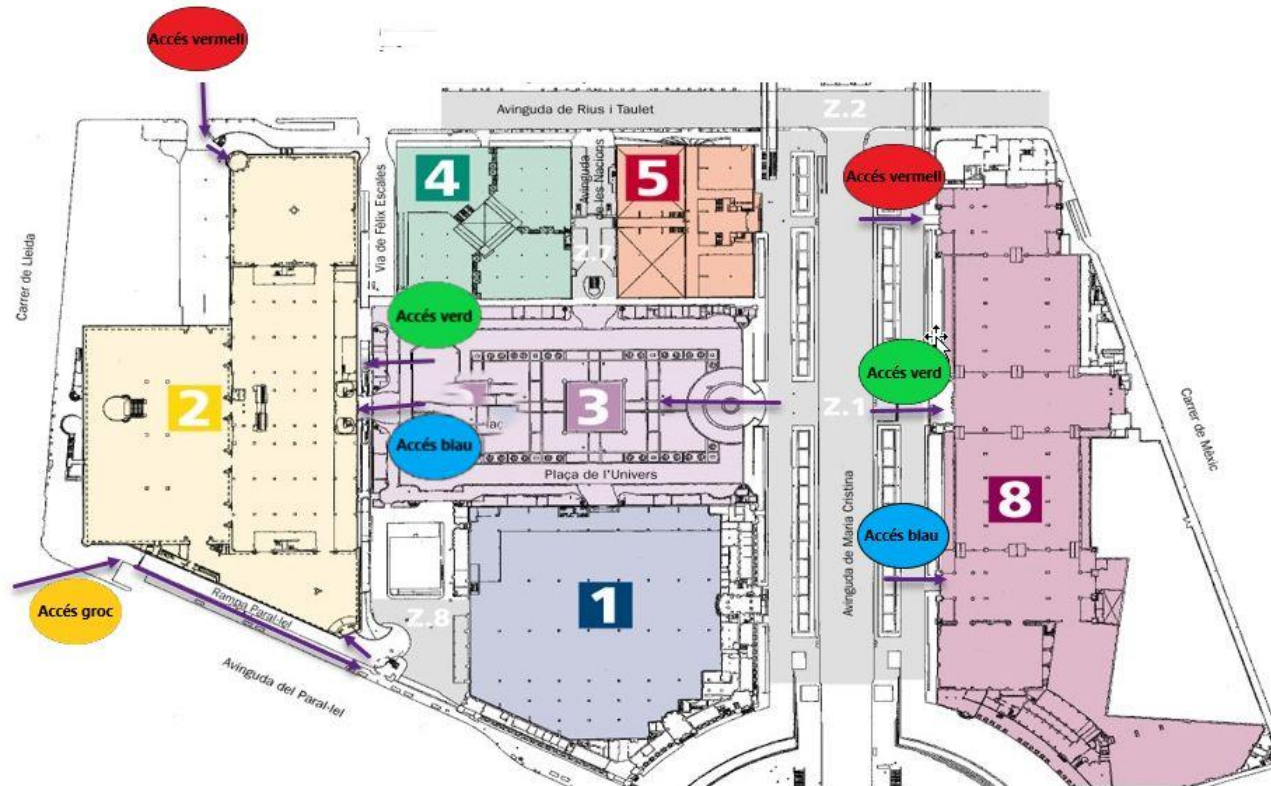 Accés vermell
Avinguda de Rius i Taulet
Z.2
4
Avinguda
de les Nacions
5
Accés vermell
Via de Fèlix Escales
Z.7
Carrer de Lleida
Accés verd
Accés verd
2
3
Z.1
Accés blau
Plaça de l'Univers
Carrer de Mèxic
8
Accés blau
Avinguda de Maria Cristina
1
Accés groc
Rampa Paral·lel
Z.8
Avinguda del Paral·lel